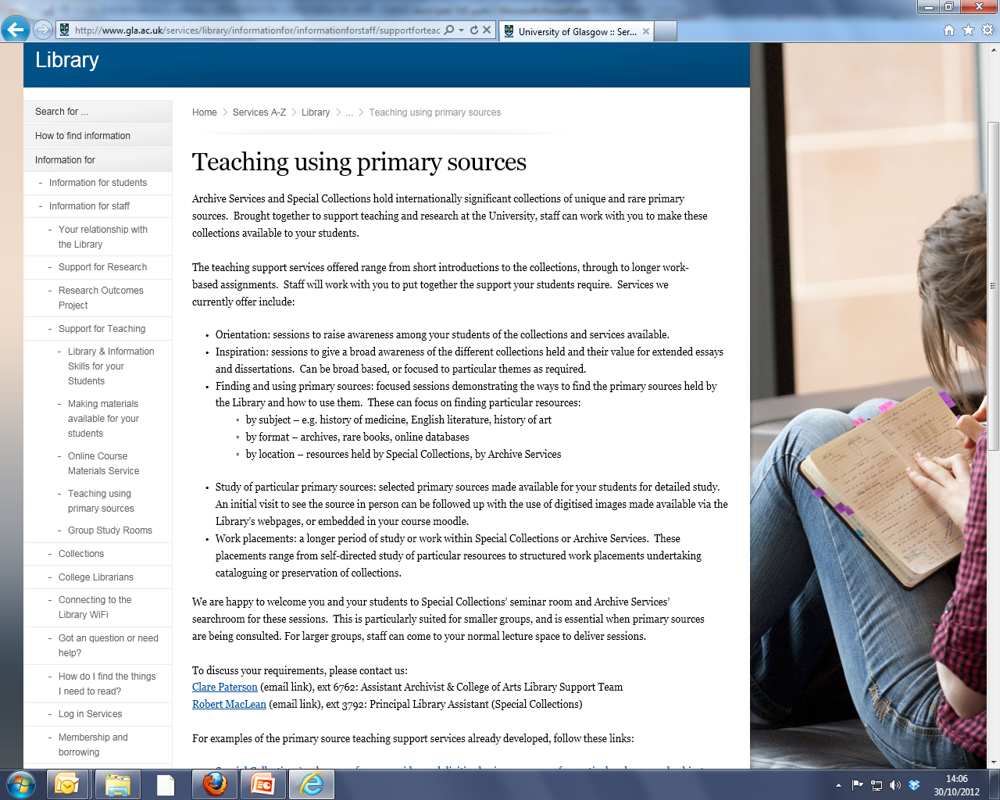 http://www.gla.ac.uk/services/library/informationfor/informationforstaff/supportforteac
University of Glasgow :: Ser...
Library
Search for ...
How to find information
Information for
- Information for students
- Information for staff
- Your relationship with
the Library
- Support for Research
- Research Outcomes
Project
- Support for Teaching
- Library & Information
Skills for your
Students
- Making materials
available for your
students
- Online Course
Materials Service
- Teaching using
primary sources
- Group Study Rooms
- Collections
- College Librarians
- Connecting to the
Library WiFi
- Got an question or need
help?
- How do I find the things
I need to read?
- Log in Services
- Membership and
borrowing
Home > Services A-Z > Library > ... > Teaching using primary sources
Teaching using primary sources
Archive Services and Special Collections hold internationally significant collections of unique and rare primary
sources. Brought together to support teaching and research at the University, staff can work with you to make these
collections available to your students.
The teaching support services offered range from short introductions to the collections, through to longer work-
based assignments. Staff will work with you to put together the support your students require. Services we
currently offer include:
• Orientation: sessions to raise awareness among your students of the collections and services available.
• Inspiration: sessions to give a broad awareness of the different collections held and their value for extended essays
and dissertations. Can be broad based, or focused to particular themes as required.
• Finding and using primary sources: focused sessions demonstrating the ways to find the primary sources held by
the Library and how to use them. These can focus on finding particular resources:
◦ by subject – e.g. history of medicine, English literature, history of art
◦ by format – archives, rare books, online databases
◦ by location – resources held by Special Collections, by Archive Services
• Study of particular primary sources: selected primary sources made available for your students for detailed study.
An initial visit to see the source in person can be followed up with the use of digitised images made available via the
Library's webpages, or embedded in your course moodle.
• Work placements: a longer period of study or work within Special Collections or Archive Services. These
placements range from self-directed study of particular resources to structured work placements undertaking
cataloguing or preservation of collections.
We are happy to welcome you and your students to Special Collections' seminar room and Archive Services'
searchroom for these sessions. This is particularly suited for smaller groups, and is essential when primary sources
are being consulted. For larger groups, staff can come to your normal lecture space to deliver sessions.
To discuss your requirements, please contact us:
Clare Paterson (email link), ext 6762: Assistant Archivist & College of Arts Library Support Team
Robert MacLean (email link), ext 3792: Principal Library Assistant (Special Collections)
For examples of the primary source teaching support services already developed, follow these links:
14:06
30/10/2012